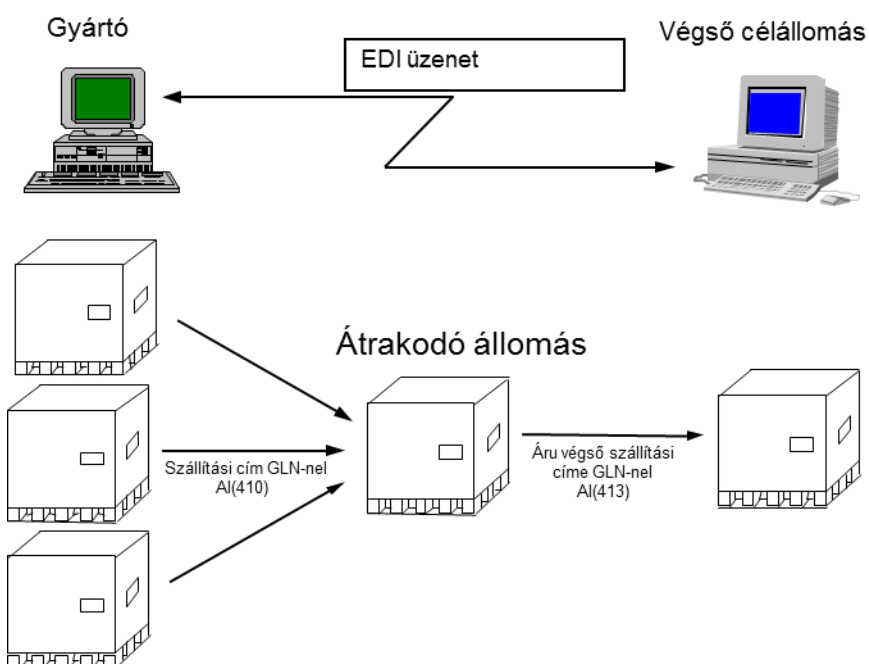 Gyártó
Végső célállomás
EDI üzenet
Átrakodó állomás
Szállítási cím GLN-nel
AI(410)
Áru végső szállítási
címe GLN-nel
AI(413)